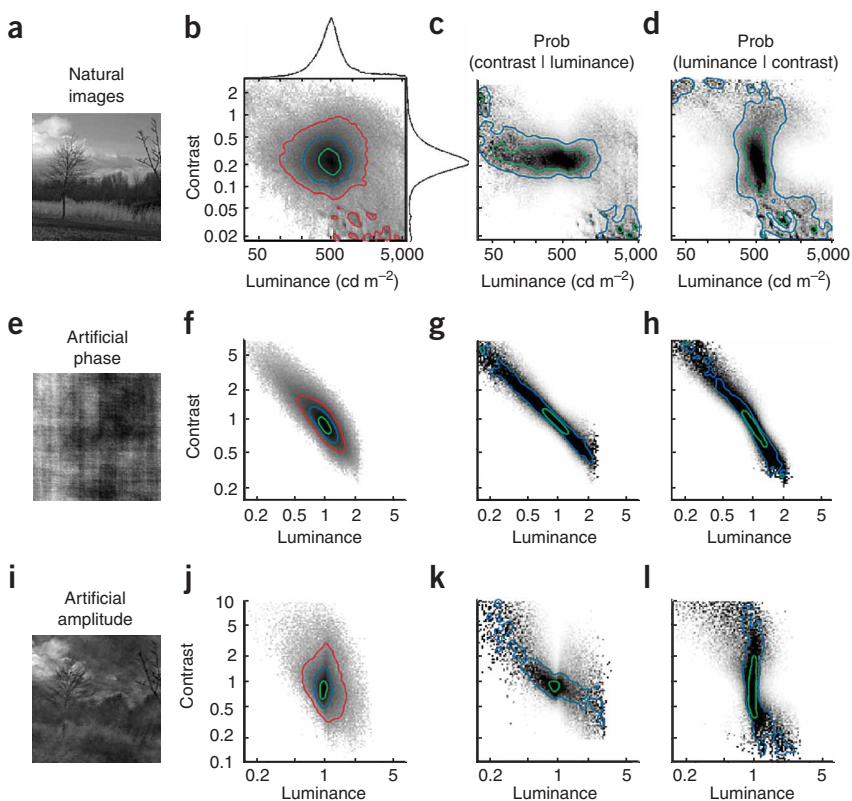 a
b
c
d
Natural
images
Prob
(contrast | luminance)
Prob
(luminance | contrast)
Contrast
2
1
0.5
0.2
0.1
0.05
0.02
50
500
5,000
Luminance (cd m⁻²)
50
500
5,000
Luminance (cd m⁻²)
50
500
5,000
Luminance (cd m⁻²)
e
f
g
h
Artificial
phase
Contrast
5
2
1
0.5
0.2
0.2 0.5 1 2 5
Luminance
0.2 0.5 1 2 5
Luminance
0.2 0.5 1 2 5
Luminance
i
j
k
l
Artificial
amplitude
Contrast
10
5
2
1
0.5
0.2
0.1
0.2 1 5
Luminance
0.2 1 5
Luminance
0.2 1 5
Luminance